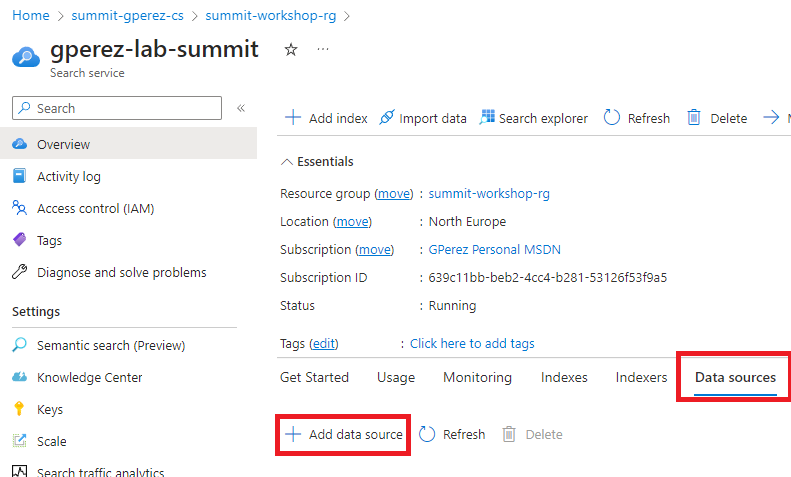 Home > summit-gperez-cs > summit-workshop-rg >
gperez-lab-summit
Search service
Search
Overview
Activity log
Access control (IAM)
Tags
Diagnose and solve problems
Settings
Semantic search (Preview)
Knowledge Center
Keys
Scale
Search traffic analytics
Add index Import data Search explorer Refresh Delete
Essentials
Resource group (move) : summit-workshop-rg
Location (move) : North Europe
Subscription (move) : GPerez Personal MSDN
Subscription ID : 639c11bb-beb2-4cc4-b281-53126f53f9a5
Status : Running
Tags (edit) : Click here to add tags
Get Started Usage Monitoring Indexes Indexers Data sources
Add data source Refresh Delete